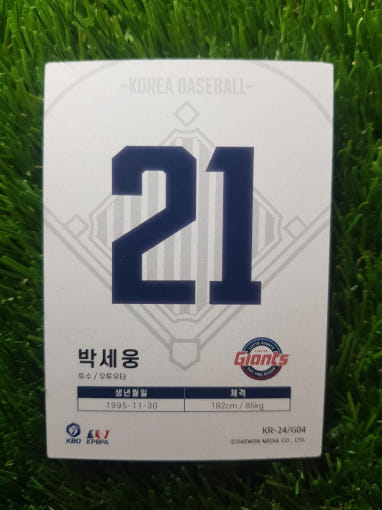 -KOREA BASEBALL-
21
박세웅
투수 / 우투우타
Giants
생년월일 체격
1995-11-30 182cm / 85kg
KBO KPBPA
KR-24/G04
©DAEWON MEDIA CO., LTD.